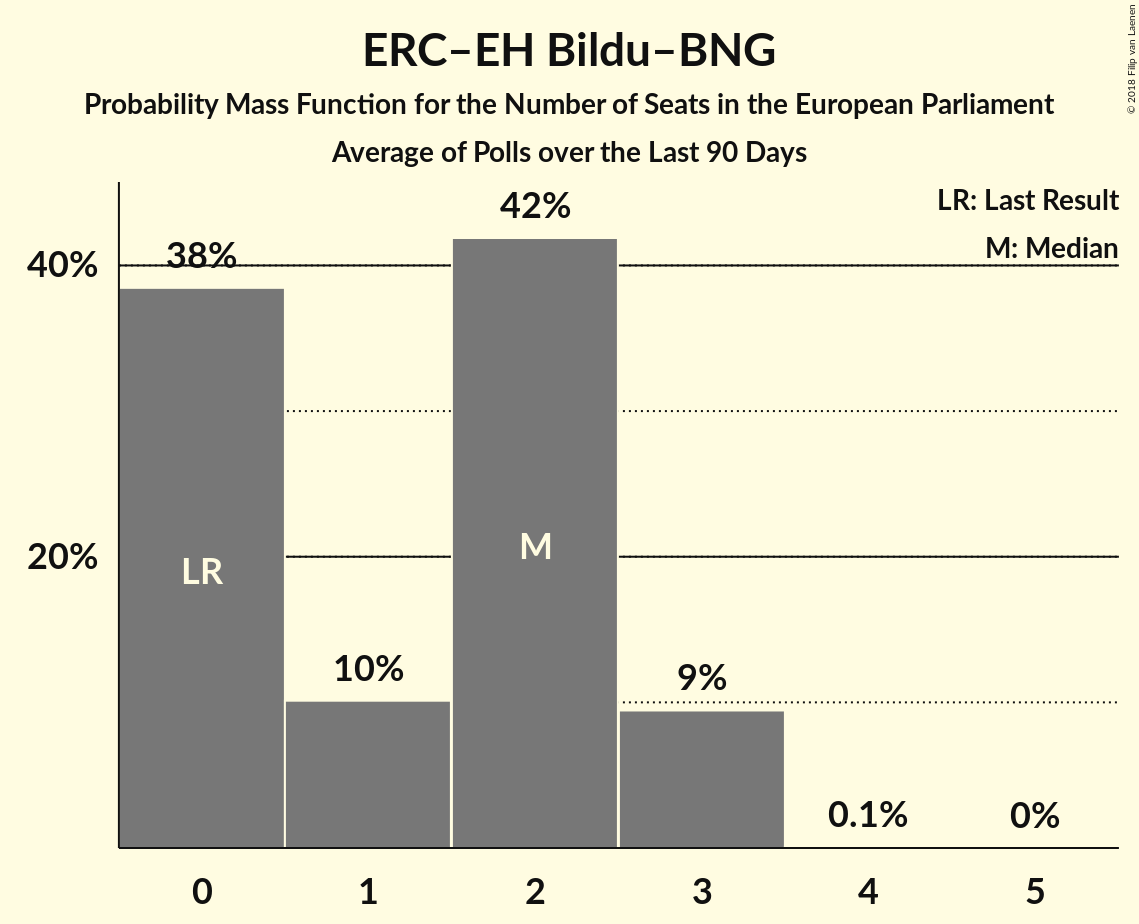 ERC–EH Bildu–BNG
Probability Mass Function for the Number of Seats in the European Parliament
Average of Polls over the Last 90 Days
© 2018 Filip van Laenen
LR: Last Result
M: Median
42%
38%
40%
M
LR
20%
10%
9%
0.1%
0%
0 1 2 3 4 5